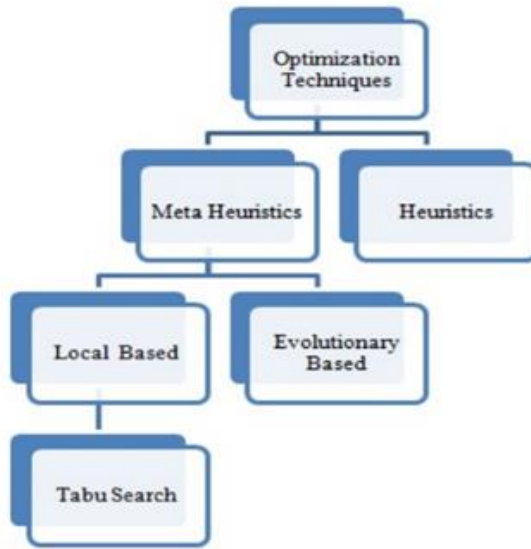 Optimization
Techniques
Meta Heuristics
Heuristics
Local Based
Evolutionary
Based
Tabu Search